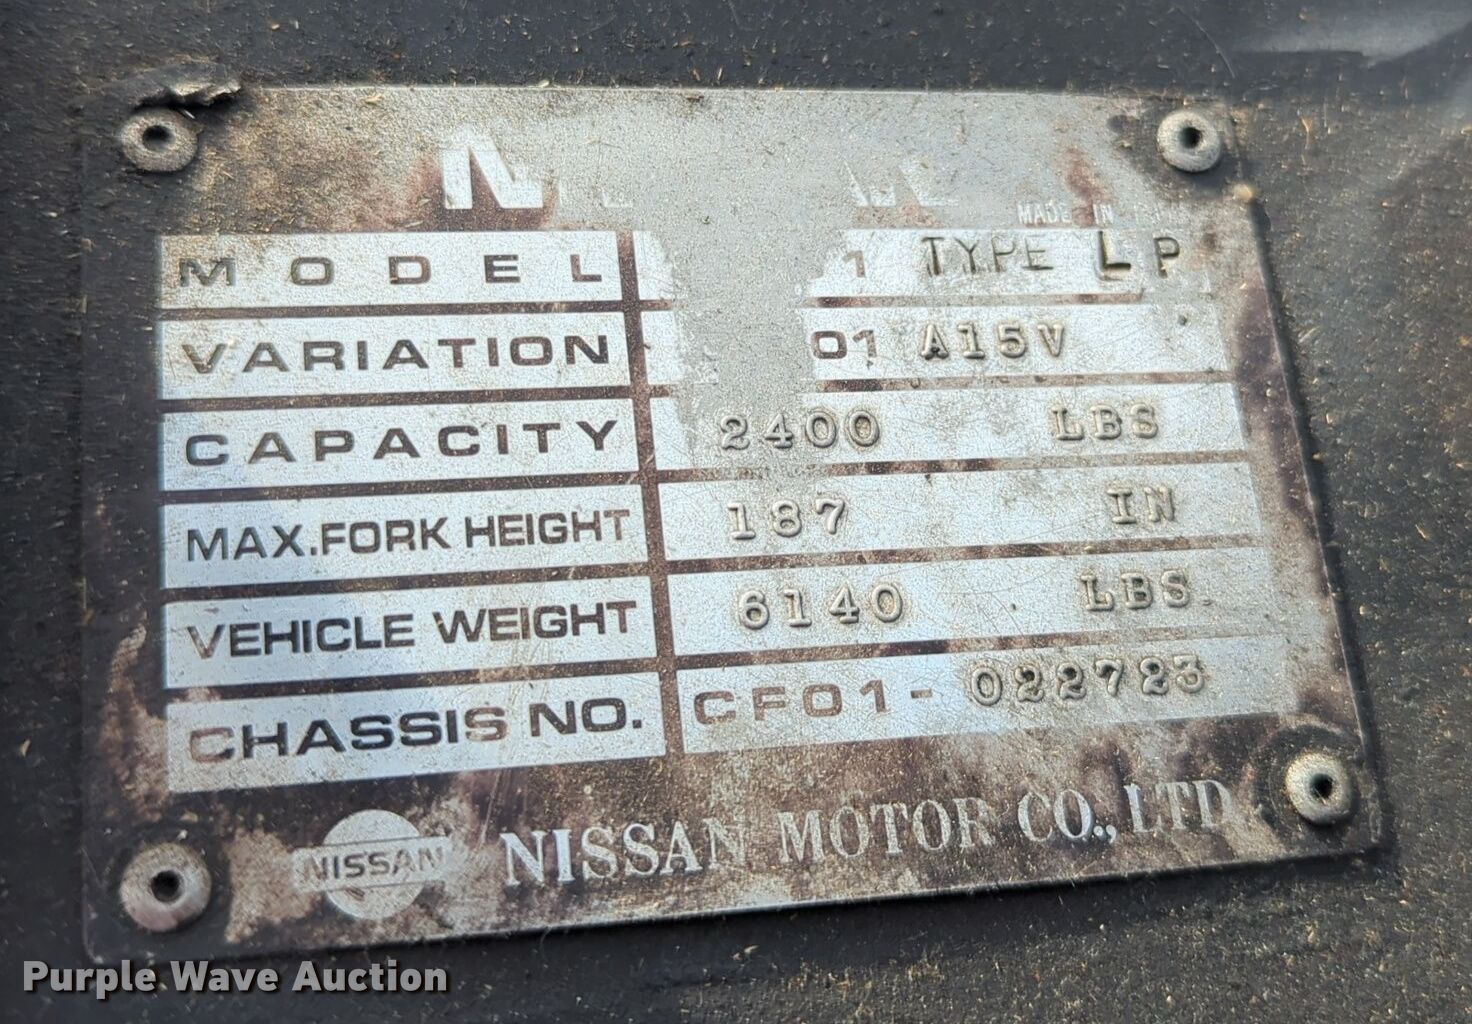 MADE IN
MODEL 1 TYPE LP
VARIATION 01 A15V
CAPACITY 2400 LBS
MAX.FORK HEIGHT 187 IN
VEHICLE WEIGHT 6140 LBS.
CHASSIS NO. CF01-022723
NISSAN NISSAN MOTOR CO., LTD
Purple Wave Auction